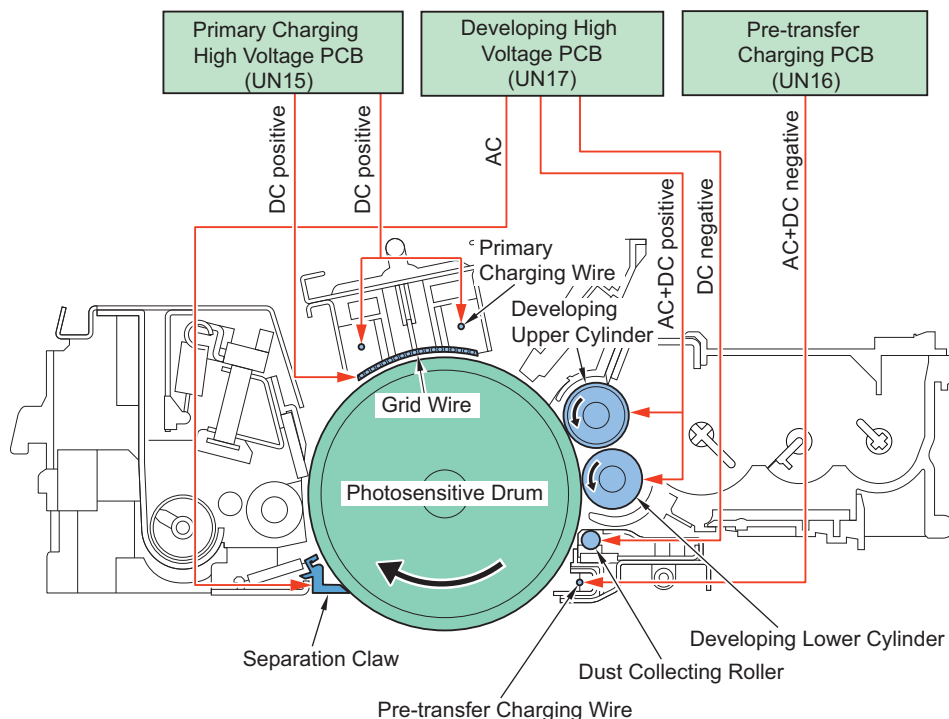 Primary Charging
High Voltage PCB
(UN15)
Developing High
Voltage PCB
(UN17)
Pre-transfer
Charging PCB
(UN16)
DC positive
DC positive
AC
AC+DC positive
DC negative
AC+DC negative
Primary
Charging Wire
Developing
Upper Cylinder
Grid Wire
Photosensitive Drum
Separation Claw
Developing Lower Cylinder
Dust Collecting Roller
Pre-transfer Charging Wire